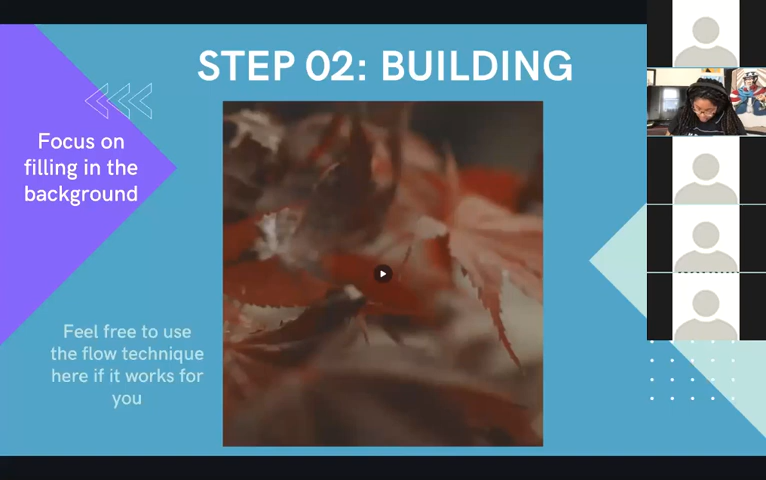 STEP 02: BUILDING
Focus on
filling in the
background
Feel free to use
the flow technique
here if it works for
you